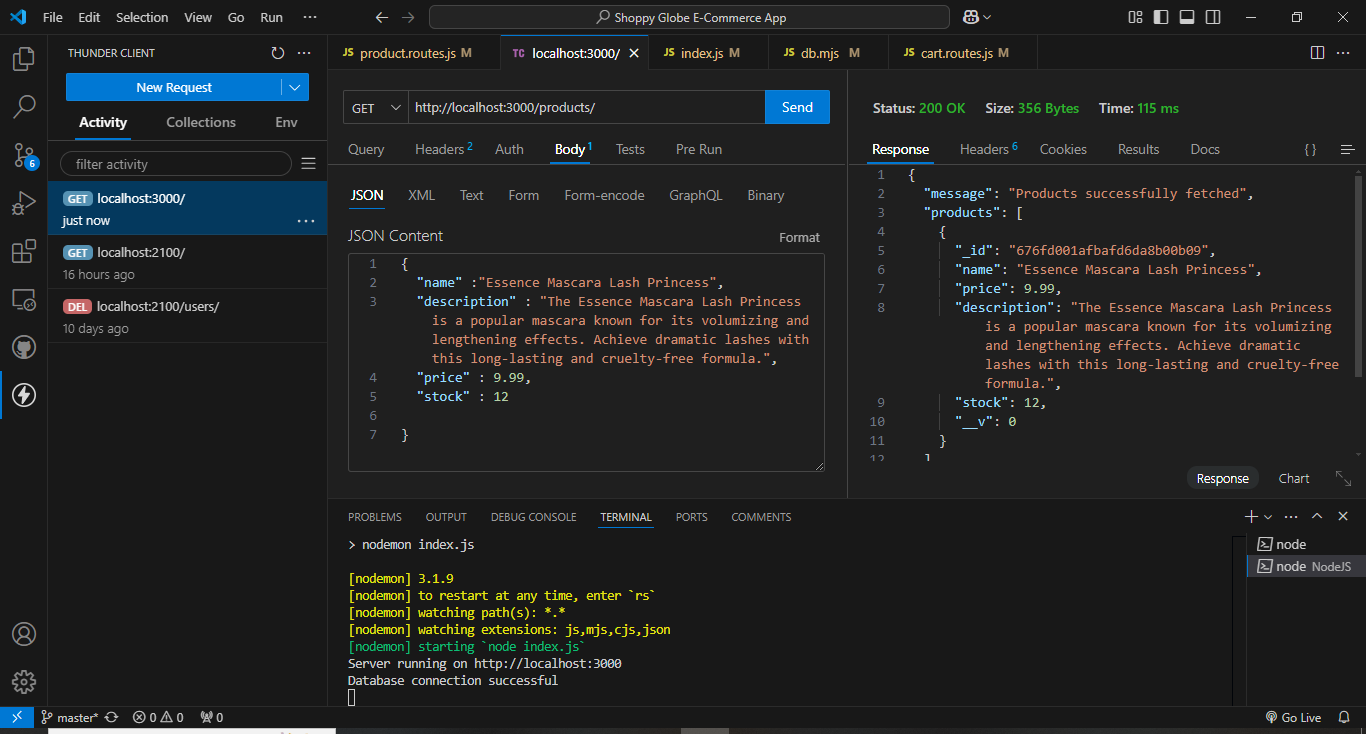 File Edit Selection View Go Run ··· Shoppy Globe E-Commerce App
THUNDER CLIENT ···
New Request
Activity Collections Env
filter activity
GET localhost:3000/
just now ···
GET localhost:2100/
16 hours ago
DEL localhost:2100/users/
10 days ago
6
JS product.routes.js M TC localhost:3000/ JS index.js M JS db.mjs M JS cart.routes.js M ···
GET http://localhost:3000/products/ Send
Query Headers 2 Auth Body 1 Tests Pre Run
JSON XML Text Form Form-encode GraphQL Binary
JSON Content Format
1 {
2 "name" :"Essence Mascara Lash Princess",
3 "description" : "The Essence Mascara Lash Princess
is a popular mascara known for its volumizing and
lengthening effects. Achieve dramatic lashes with
this long-lasting and cruelty-free formula.",
4 "price" : 9.99,
5 "stock" : 12
6
7 }
Status: 200 OK Size: 356 Bytes Time: 115 ms
Response Headers 6 Cookies Results Docs { }
1 {
2 "message": "Products successfully fetched",
3 "products": [
4 {
5 "_id": "676fd001afbafd6da8b00b09",
6 "name": "Essence Mascara Lash Princess",
7 "price": 9.99,
8 "description": "The Essence Mascara Lash Princess
is a popular mascara known for its volumizing
and lengthening effects. Achieve dramatic
lashes with this long-lasting and cruelty-free
formula.",
9 "stock": 12,
10 "__v": 0
11 }
12 ]
Response Chart
PROBLEMS OUTPUT DEBUG CONSOLE TERMINAL PORTS COMMENTS ···
> nodemon index.js
[nodemon] 3.1.9
[nodemon] to restart at any time, enter `rs`
[nodemon] watching path(s): *.*
[nodemon] watching extensions: js,mjs,cjs,json
[nodemon] starting `node index.js`
Server running on http://localhost:3000
Database connection successful
node
node NodeJS
master* 0 0 0 Go Live